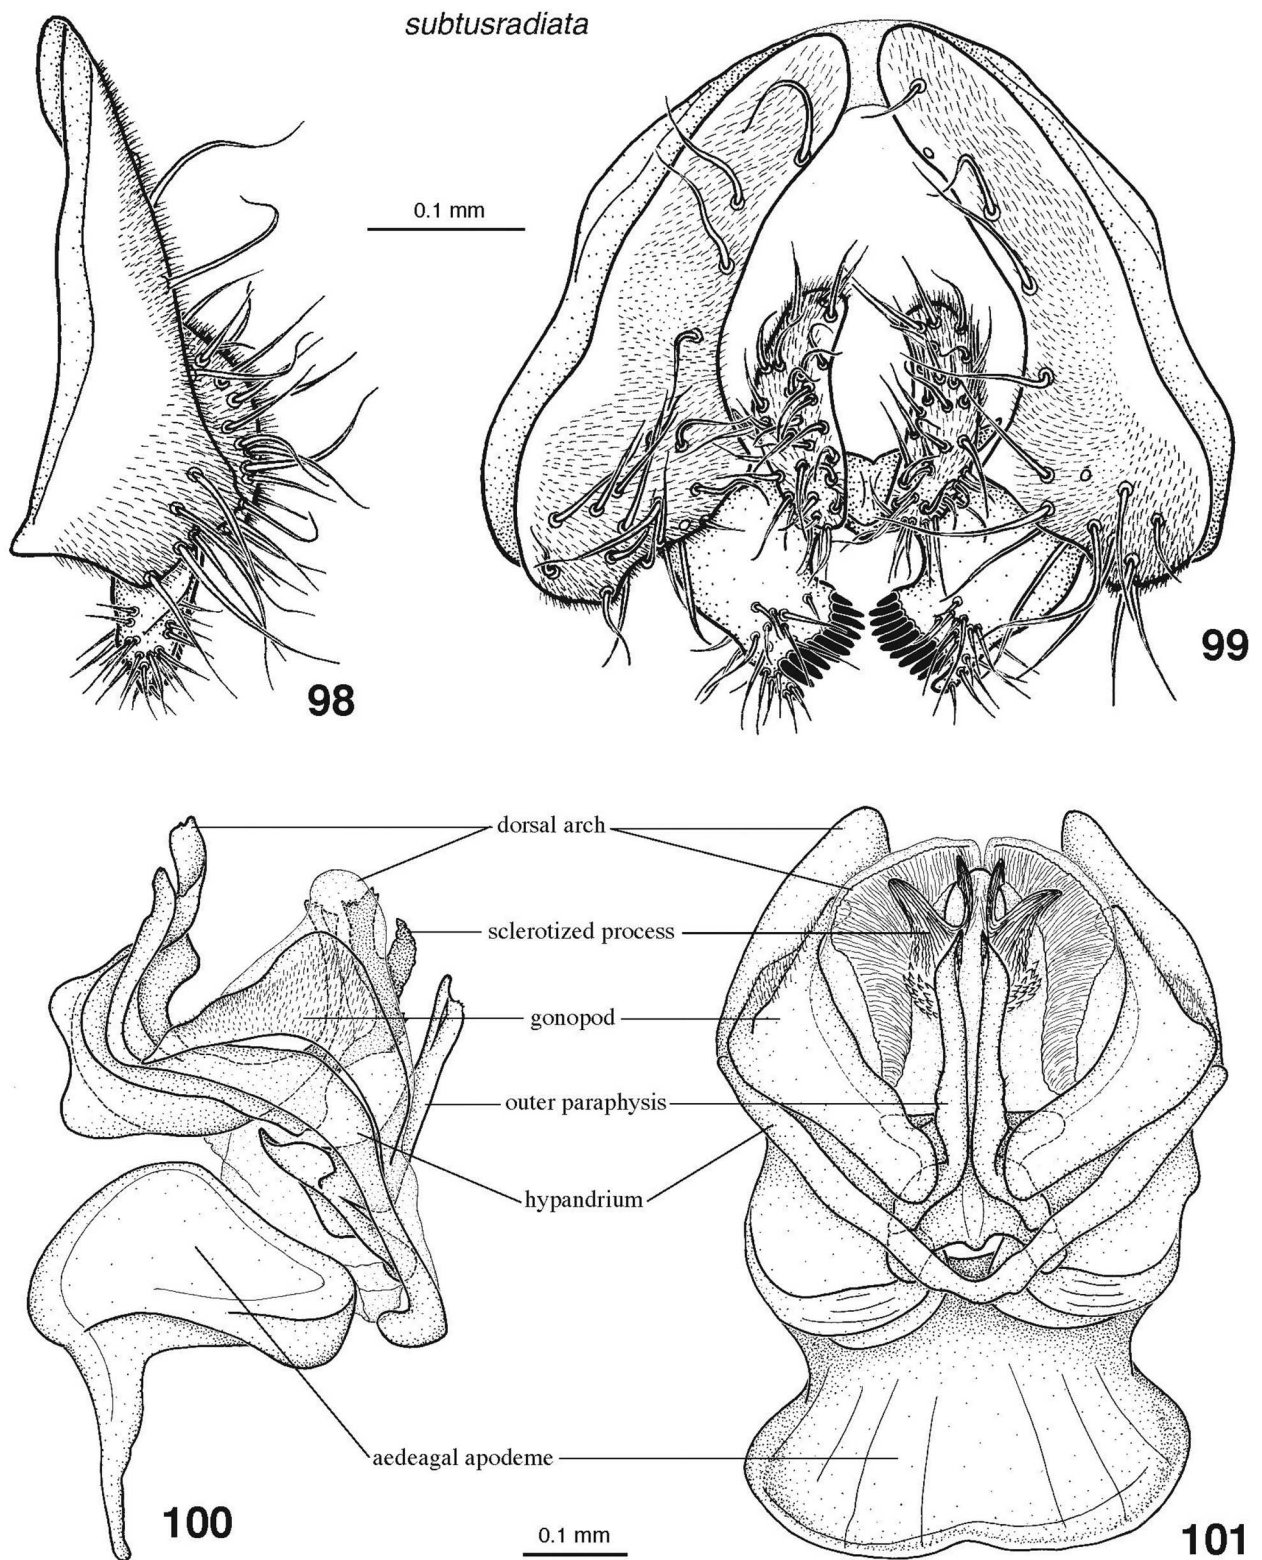 subtusradiata
0.1 mm
99
98
dorsal arch
sclerotized process
gonopod
outer paraphysis
hypandrium
aedeagal apodeme
100
0.1 mm
101